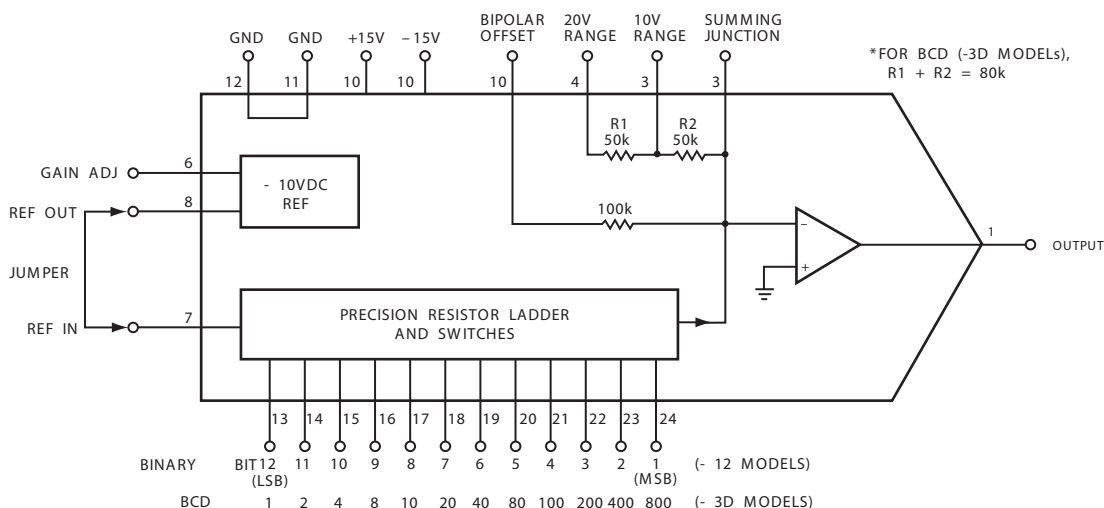 BIPOLAR OFFSET
20V RANGE
10V RANGE
SUMMING JUNCTION
GND
GND
+15V
-15V
*FOR BCD (-3D MODELs),
R1 + R2 = 80k
12
11
10
10
10
4
3
3
R1
50k
R2
50k
GAIN ADJ
6
- 10VDC
REF
REF OUT
8
100k
JUMPER
–
+
1
OUTPUT
REF IN
7
PRECISION RESISTOR LADDER
AND SWITCHES
13 14 15 16 17 18 19 20 21 22 23 24
BINARY BIT 12 11 10 9 8 7 6 5 4 3 2 1 (- 12 MODELS)
(LSB) (MSB)
BCD 1 2 4 8 10 20 40 80 100 200 400 800 (- 3D MODELS)